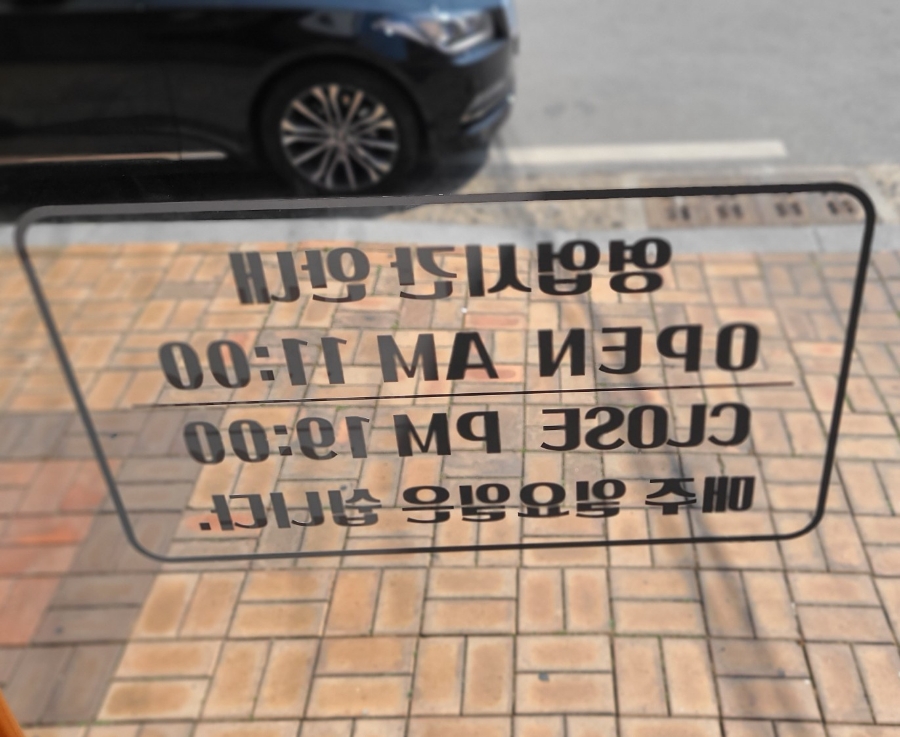 영업시간 안내
OPEN AM 11:00
CLOSE PM 19:00
매주 일요일은 쉽니다.